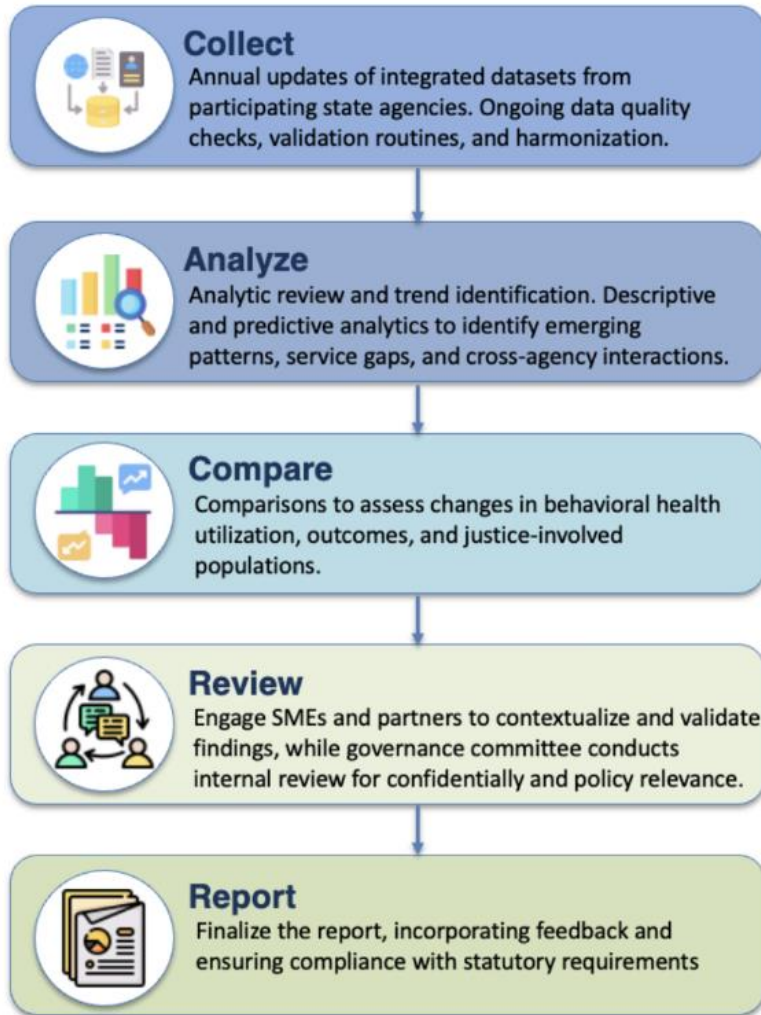 Collect
Annual updates of integrated datasets from
participating state agencies. Ongoing data quality
checks, validation routines, and harmonization.
Analyze
Analytic review and trend identification. Descriptive
and predictive analytics to identify emerging
patterns, service gaps, and cross-agency interactions.
Compare
Comparisons to assess changes in behavioral health
utilization, outcomes, and justice-involved
populations.
Review
Engage SMEs and partners to contextualize and validate
findings, while governance committee conducts
internal review for confidentially and policy relevance.
Report
Finalize the report, incorporating feedback and
ensuring compliance with statutory requirements